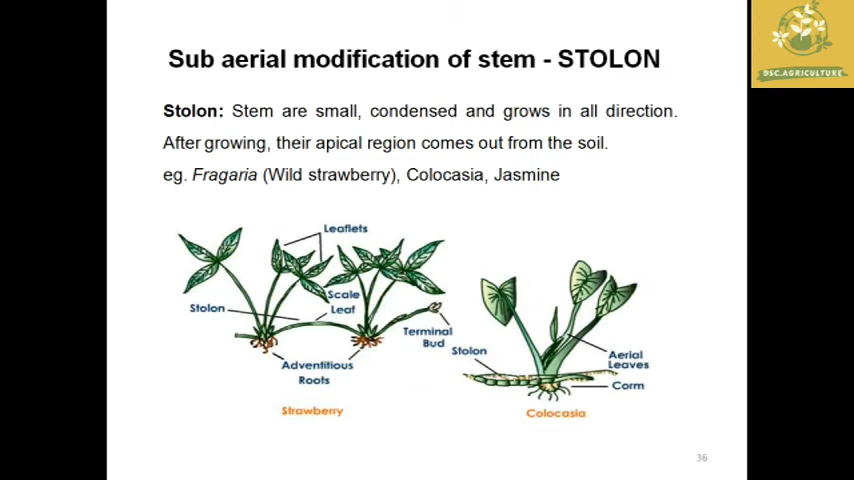 Sub aerial modification of stem - STOLON
DSC.AGRICULTURE
Stolon: Stem are small, condensed and grows in all direction.
After growing, their apical region comes out from the soil.
eg. Fragaria (Wild strawberry), Colocasia, Jasmine
Leaflets
Scale
Leaf
Stolon
Terminal
Bud
Adventitious
Roots
Strawberry
Stolon
Aerial
Leaves
Corm
Colocasia
36